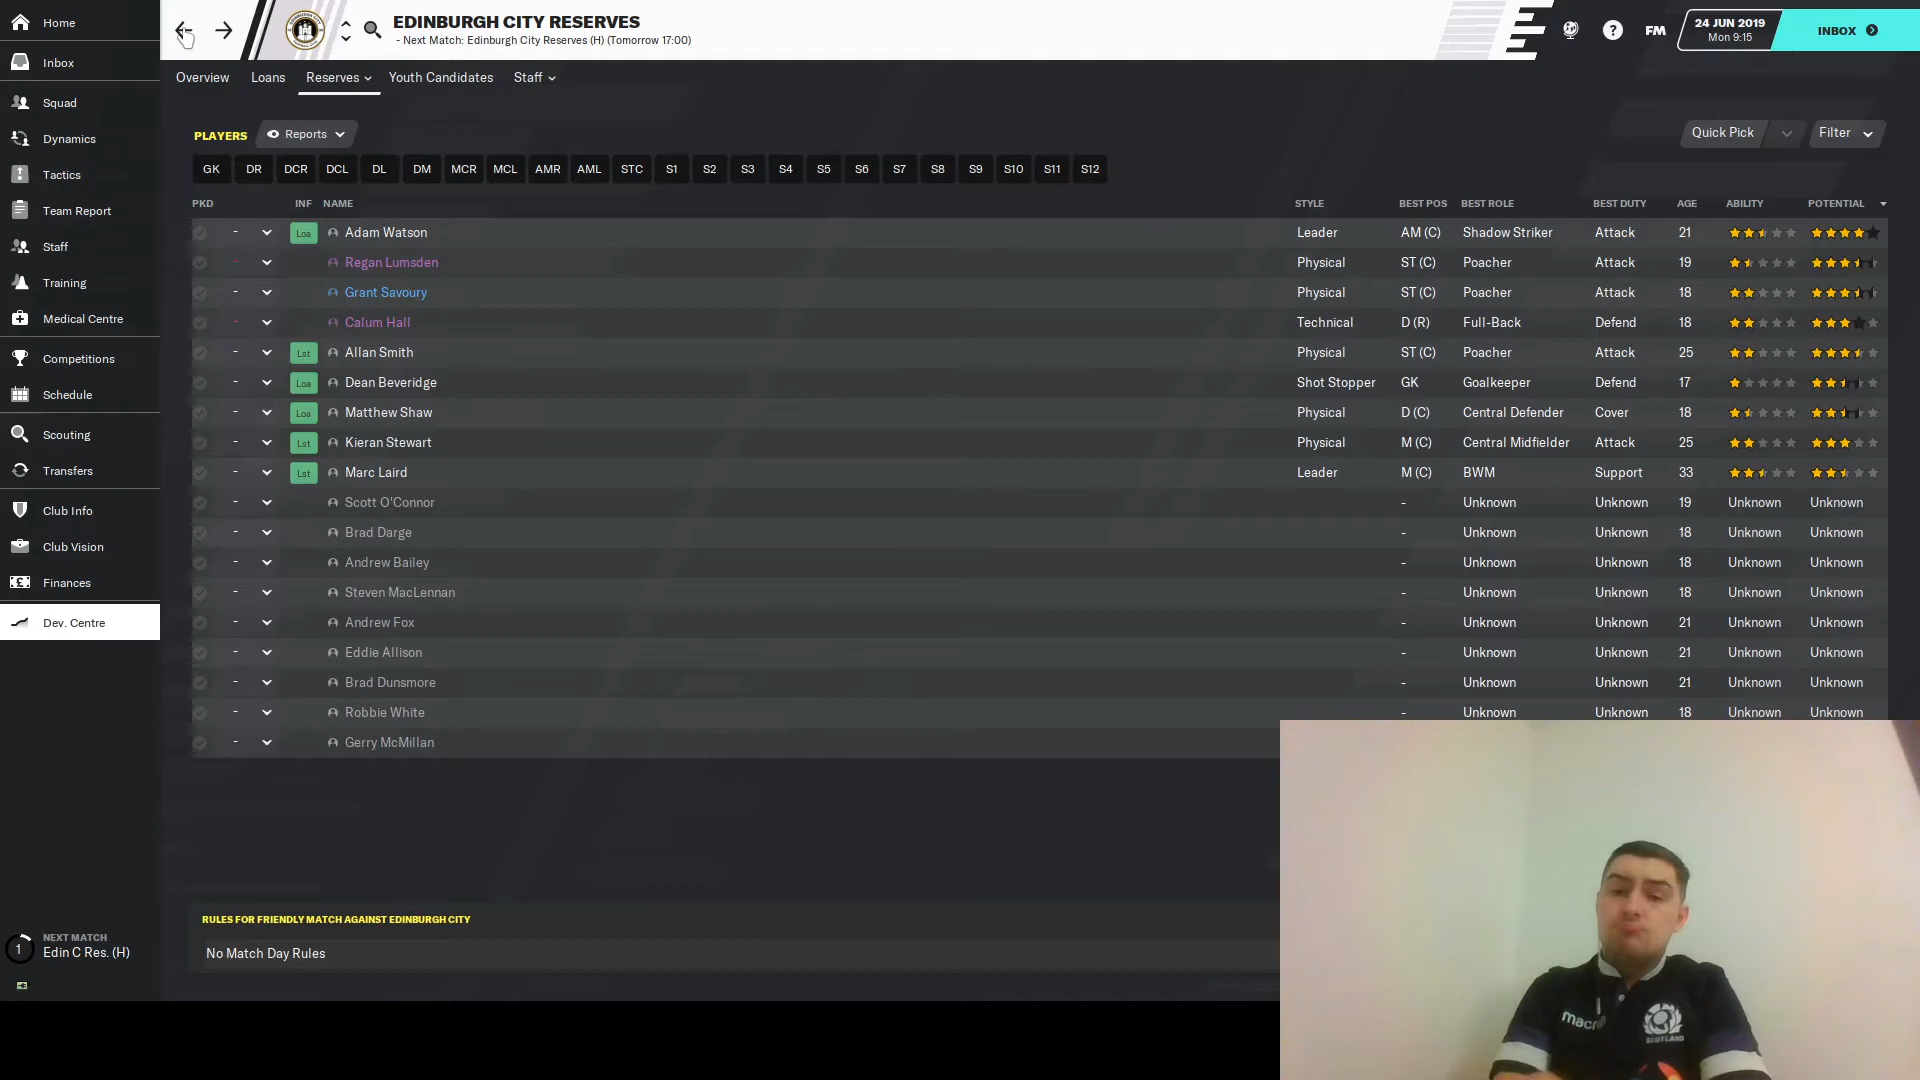 Home
Inbox
Squad
Dynamics
Tactics
Team Report
Staff
Training
Medical Centre
Competitions
Schedule
Scouting
Transfers
Club Info
Club Vision
Finances
Dev. Centre
1 NEXT MATCH
Edin C Res. (H)
EDINBURGH CITY RESERVES
- Next Match: Edinburgh City Reserves (H) (Tomorrow 17:00)
? FM 24 JUN 2019
Mon 9:15
INBOX
Overview Loans Reserves Youth Candidates Staff
PLAYERS Reports Quick Pick Filter
GK DR DCR DCL DL DM MCR MCL AMR AML STC S1 S2 S3 S4 S5 S6 S7 S8 S9 S10 S11 S12
PKD INF NAME STYLE BEST POS BEST ROLE BEST DUTY AGE ABILITY POTENTIAL
- Loa Adam Watson Leader AM (C) Shadow Striker Attack 21
- Regan Lumsden Physical ST (C) Poacher Attack 19
- Grant Savoury Physical ST (C) Poacher Attack 18
- Calum Hall Technical D (R) Full-Back Defend 18
- Lst Allan Smith Physical ST (C) Poacher Attack 25
- Loa Dean Beveridge Shot Stopper GK Goalkeeper Defend 17
- Loa Matthew Shaw Physical D (C) Central Defender Cover 18
- Lst Kieran Stewart Physical M (C) Central Midfielder Attack 25
- Lst Marc Laird Leader M (C) BWM Support 33
- Scott O'Connor - Unknown Unknown 19 Unknown Unknown
- Brad Darge - Unknown Unknown 18 Unknown Unknown
- Andrew Bailey - Unknown Unknown 18 Unknown Unknown
- Steven MacLennan - Unknown Unknown 18 Unknown Unknown
- Andrew Fox - Unknown Unknown 21 Unknown Unknown
- Eddie Allison - Unknown Unknown 21 Unknown Unknown
- Brad Dunsmore - Unknown Unknown 21 Unknown Unknown
- Robbie White - Unknown Unknown 18 Unknown Unknown
- Gerry McMillan
RULES FOR FRIENDLY MATCH AGAINST EDINBURGH CITY
No Match Day Rules
SCOTLAND